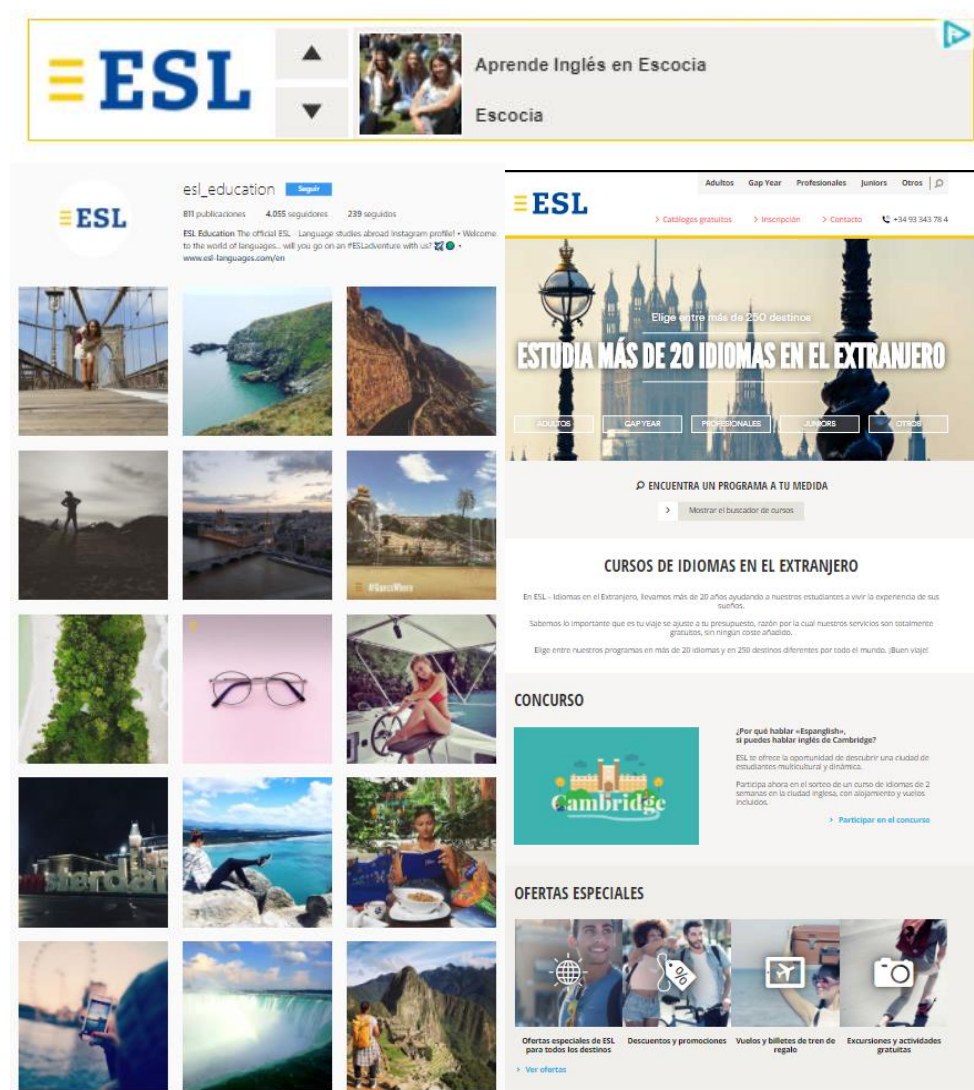 ESL
Aprende Inglés en Escocia
Escocia
ESL
esl_education Seguir
811 publicaciones 4.055 seguidores 239 seguidos
ESL Education The official ESL - Language studies abroad Instagram profile! • Welcome
to the world of languages... will you go on an #ESLadventure with us? •
www.esl-languages.com/en
#GuessWhere
ESL
Adultos Gap Year Profesionales Juniors Otros
> Catálogos gratuitos > Inscripción > Contacto +34 93 343 78 4
Elige entre más de 250 destinos
ESTUDIA MÁS DE 20 IDIOMAS EN EL EXTRANJERO
ADULTOS GAP YEAR PROFESIONALES JUNIORS OTROS
ENCUENTRA UN PROGRAMA A TU MEDIDA
> Mostrar el buscador de cursos
CURSOS DE IDIOMAS EN EL EXTRANJERO
En ESL – Idiomas en el Extranjero, llevamos más de 20 años ayudando a nuestros estudiantes a vivir la experiencia de sus
sueños.
Sabemos lo importante que es tu viaje se ajuste a tu presupuesto, razón por la cual nuestros servicios son totalmente
gratuitos, sin ningún coste añadido.
Elige entre nuestros programas en más de 20 idiomas y en 250 destinos diferentes por todo el mundo. ¡Buen viaje!
CONCURSO
Cambridge
¿Por qué hablar «Espanglish»,
si puedes hablar inglés de Cambridge?
ESL te ofrece la oportunidad de descubrir una ciudad de
estudiantes multicultural y dinámica.
Participa ahora en el sorteo de un curso de idiomas de 2
semanas en la ciudad inglesa, con alojamiento y vuelos
incluidos.
> Participar en el concurso
OFERTAS ESPECIALES
%
Ofertas especiales de ESL
para todos los destinos
Descuentos y promociones
Vuelos y billetes de tren de
regalo
Excursiones y actividades
gratuitas
> Ver ofertas